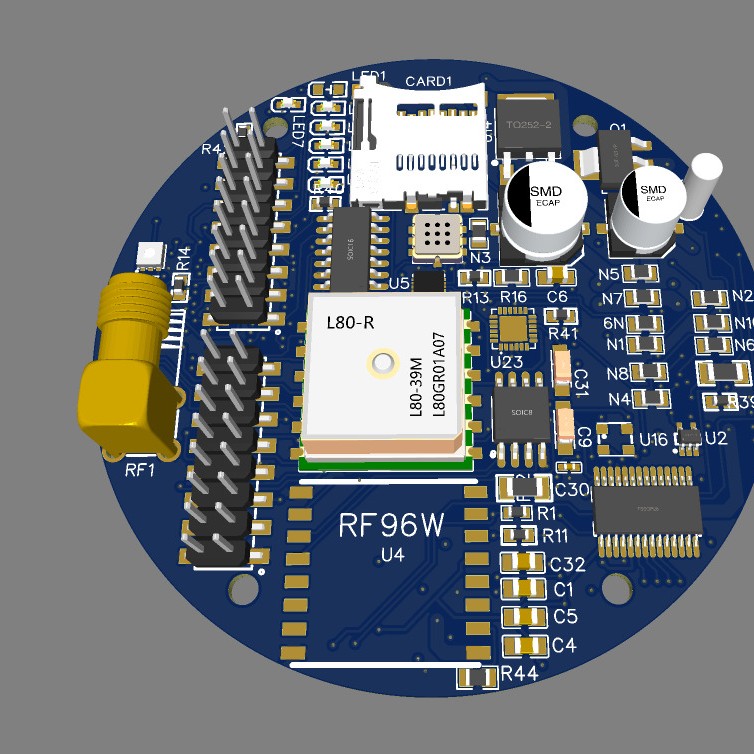 LED1
CARD1
TO252-2
Q1
LED7
R4
SMD
ECAP
SMD
ECAP
SOIC16
R14
N3
U5
R13
R16
C6
N5
N7
N2
L80-R
L80-39M
L80GR01A07
R41
6N
N1
N6
U23
C31
N8
N4
R39
SOIC8
C9
U16
U2
RF1
C30
RF96W
U4
R1
R11
C32
C1
C5
C4
R44